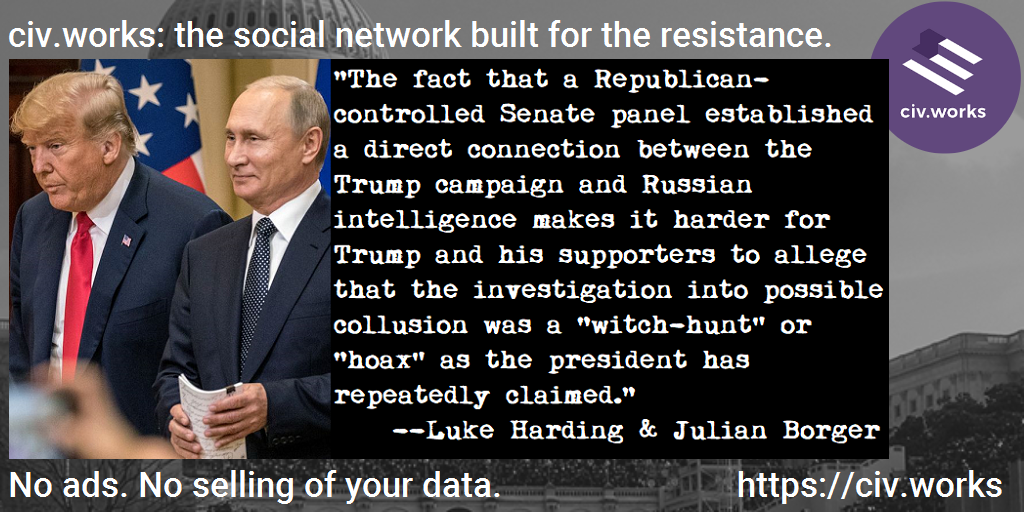 civ.works: the social network built for the resistance.
civ.works
"The fact that a Republican-
controlled Senate panel established
a direct connection between the
Trump campaign and Russian
intelligence makes it harder for
Trump and his supporters to allege
that the investigation into possible
collusion was a "witch-hunt" or
"hoax" as the president has
repeatedly claimed."
--Luke Harding & Julian Borger
No ads. No selling of your data.
https://civ.works